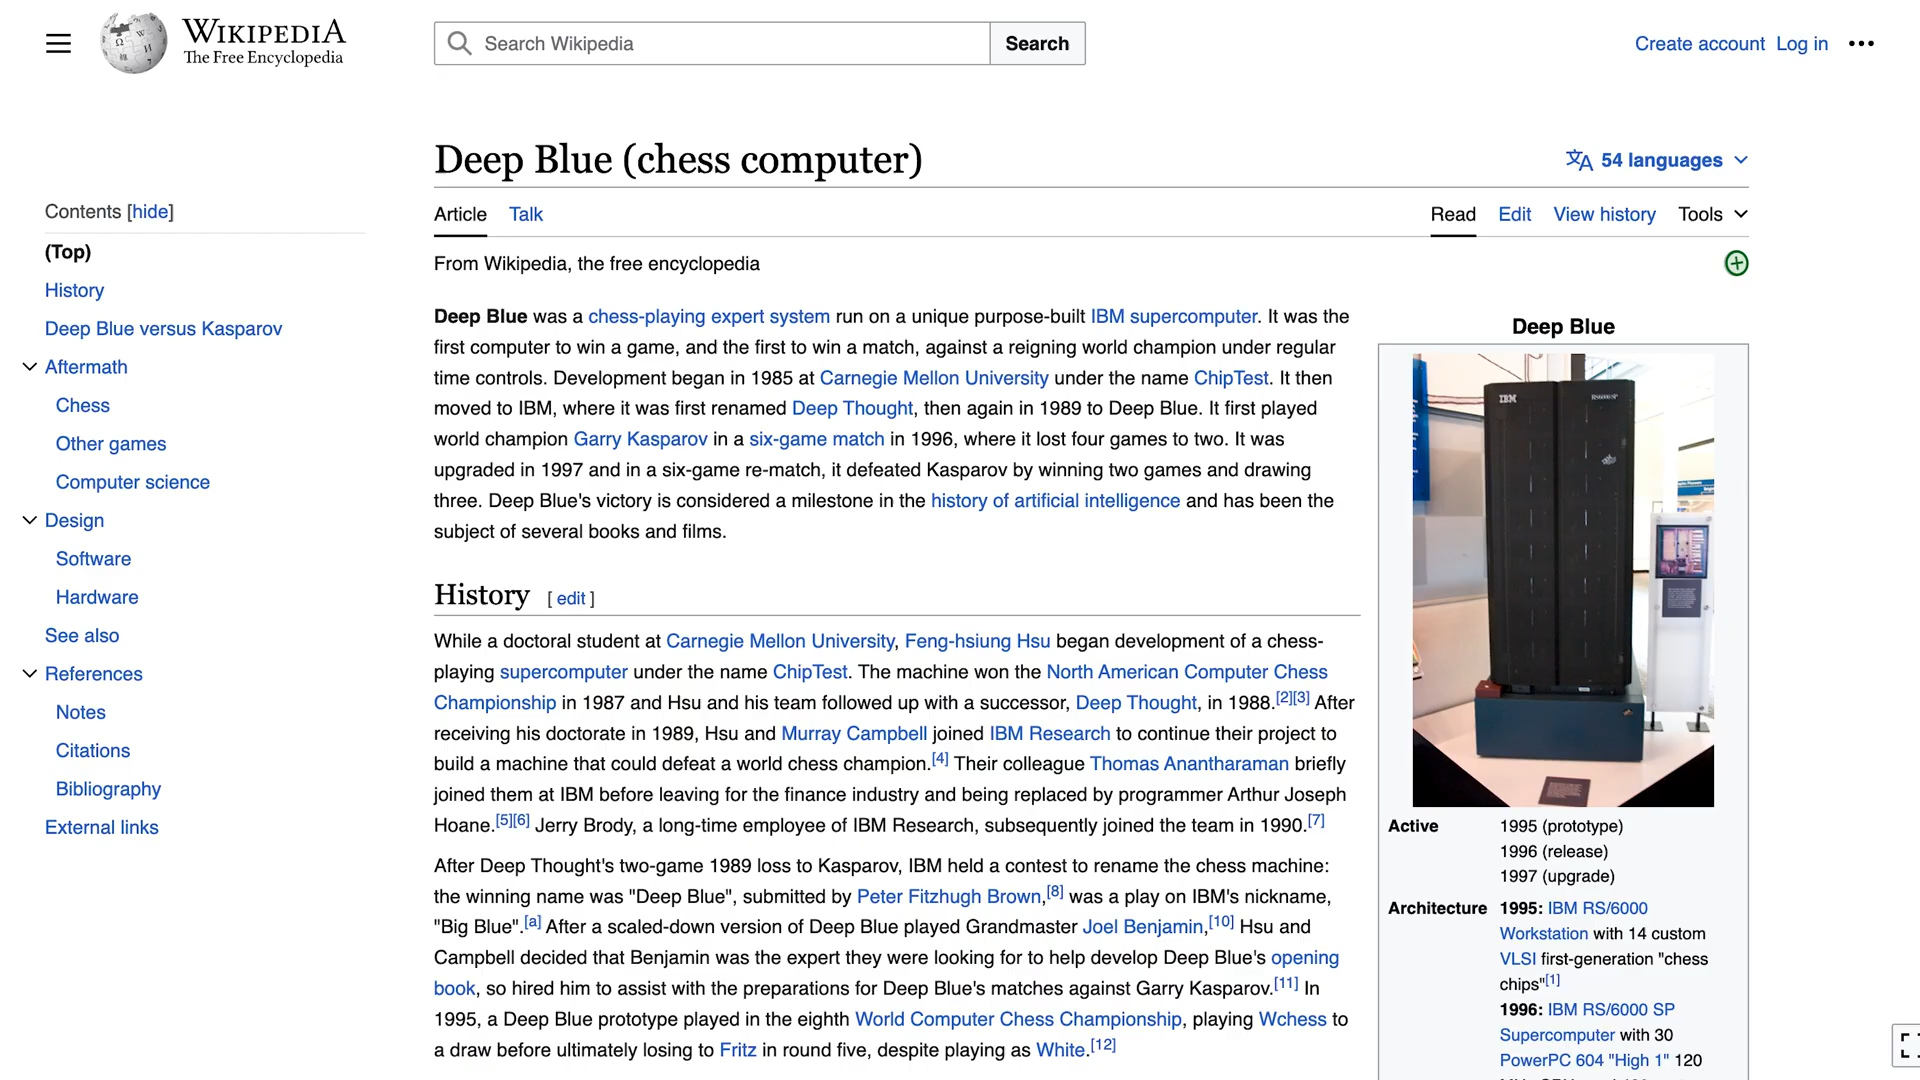 WIKIPEDIA
The Free Encyclopedia
Search Wikipedia
Search
Create account Log in
Deep Blue (chess computer)
54 languages
Article Talk
Read Edit View history Tools
From Wikipedia, the free encyclopedia
Contents [hide]
(Top)
History
Deep Blue versus Kasparov
Aftermath
Chess
Other games
Computer science
Design
Software
Hardware
See also
References
Notes
Citations
Bibliography
External links
Deep Blue was a chess-playing expert system run on a unique purpose-built IBM supercomputer. It was the
first computer to win a game, and the first to win a match, against a reigning world champion under regular
time controls. Development began in 1985 at Carnegie Mellon University under the name ChipTest. It then
moved to IBM, where it was first renamed Deep Thought, then again in 1989 to Deep Blue. It first played
world champion Garry Kasparov in a six-game match in 1996, where it lost four games to two. It was
upgraded in 1997 and in a six-game re-match, it defeated Kasparov by winning two games and drawing
three. Deep Blue's victory is considered a milestone in the history of artificial intelligence and has been the
subject of several books and films.
History [ edit ]
While a doctoral student at Carnegie Mellon University, Feng-hsiung Hsu began development of a chess-
playing supercomputer under the name ChipTest. The machine won the North American Computer Chess
Championship in 1987 and Hsu and his team followed up with a successor, Deep Thought, in 1988.[2][3] After
receiving his doctorate in 1989, Hsu and Murray Campbell joined IBM Research to continue their project to
build a machine that could defeat a world chess champion.[4] Their colleague Thomas Anantharaman briefly
joined them at IBM before leaving for the finance industry and being replaced by programmer Arthur Joseph
Hoane.[5][6] Jerry Brody, a long-time employee of IBM Research, subsequently joined the team in 1990.[7]
After Deep Thought's two-game 1989 loss to Kasparov, IBM held a contest to rename the chess machine:
the winning name was "Deep Blue", submitted by Peter Fitzhugh Brown,[8] was a play on IBM's nickname,
"Big Blue".[a] After a scaled-down version of Deep Blue played Grandmaster Joel Benjamin,[10] Hsu and
Campbell decided that Benjamin was the expert they were looking for to help develop Deep Blue's opening
book, so hired him to assist with the preparations for Deep Blue's matches against Garry Kasparov.[11] In
1995, a Deep Blue prototype played in the eighth World Computer Chess Championship, playing Wchess to
a draw before ultimately losing to Fritz in round five, despite playing as White.[12]
Deep Blue
IBM
RS/6000 SP
Active 1995 (prototype)
1996 (release)
1997 (upgrade)
Architecture 1995: IBM RS/6000
Workstation with 14 custom
VLSI first-generation "chess
chips"[1]
1996: IBM RS/6000 SP
Supercomputer with 30
PowerPC 604 "High 1" 120